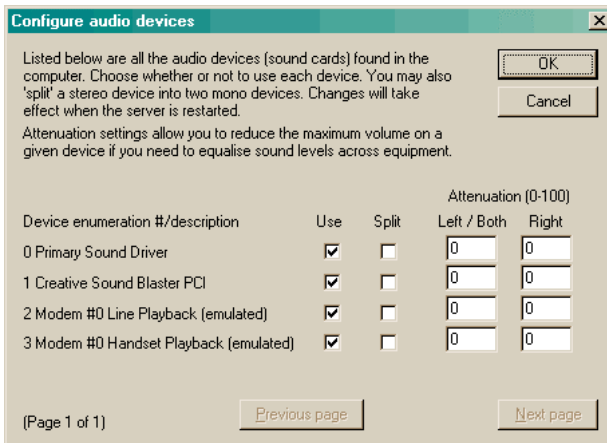 Configure audio devices
Listed below are all the audio devices (sound cards) found in the
computer. Choose whether or not to use each device. You may also
'split' a stereo device into two mono devices. Changes will take
effect when the server is restarted.
Attenuation settings allow you to reduce the maximum volume on a
given device if you need to equalise sound levels across equipment.
OK
Cancel
Attenuation (0-100)
Device enumeration #/description Use Split Left / Both Right
0 Primary Sound Driver 0 0
1 Creative Sound Blaster PCI 0 0
2 Modem #0 Line Playback (emulated) 0 0
3 Modem #0 Handset Playback (emulated) 0 0
(Page 1 of 1) Previous page Next page